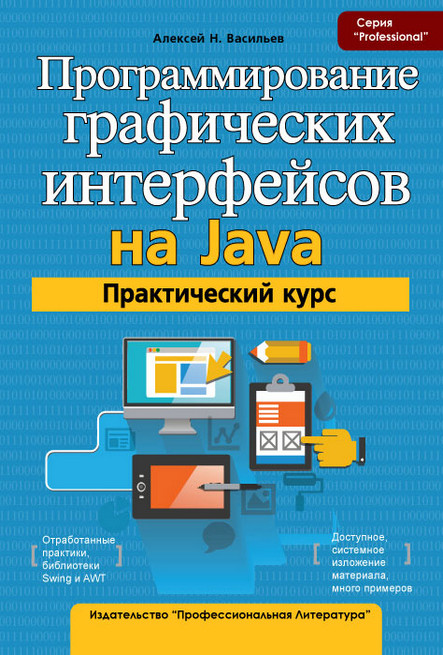 Серия
"Professional"
Алексей Н. Васильев
Программирование
графических
интерфейсов
на Java
Практический курс
Отработанные
практики,
библиотеки
Swing и AWT
Доступное,
системное
изложение
материала,
много примеров
Издательство "Профессиональная Литература"